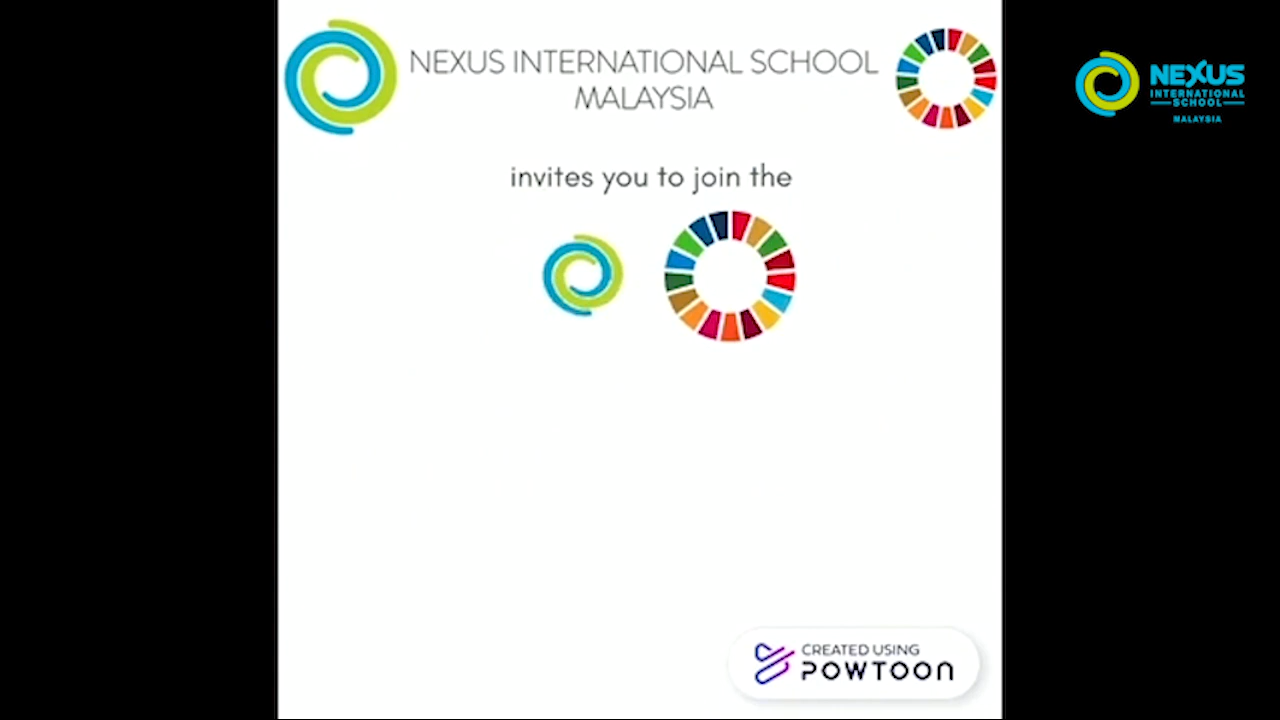 NEXUS INTERNATIONAL SCHOOL
MALAYSIA
NEXUS
INTERNATIONAL
SCHOOL
MALAYSIA
invites you to join the
CREATED USING
POWTOON